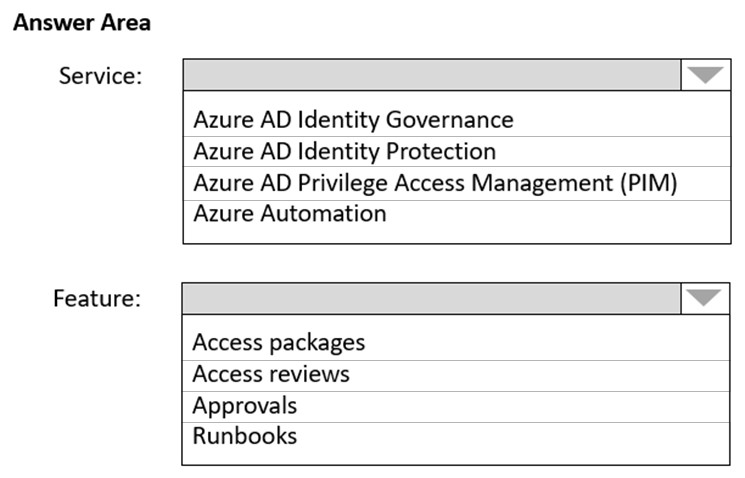 Answer Area
Service:
Azure AD Identity Governance
Azure AD Identity Protection
Azure AD Privilege Access Management (PIM)
Azure Automation
Feature:
Access packages
Access reviews
Approvals
Runbooks